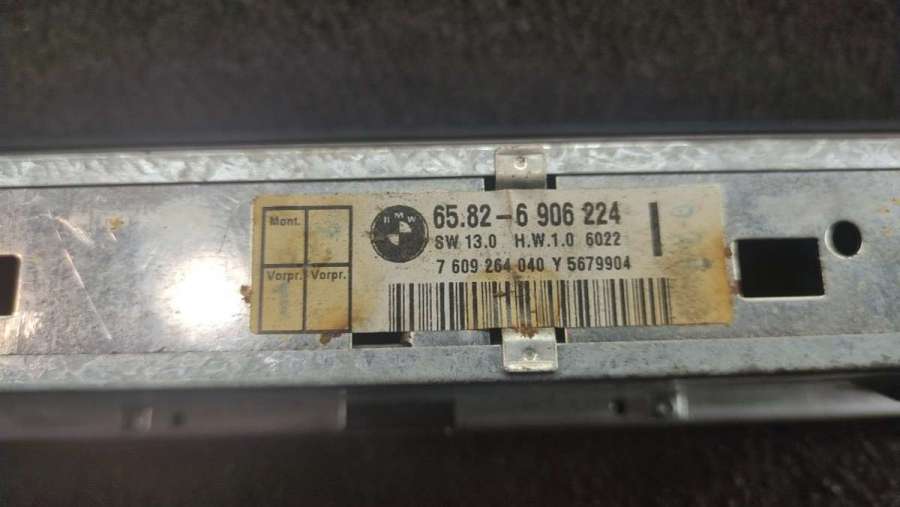 Mont.
Vorpr. Vorpr.
BMW
65.82-6 906 224 I
SW 13.0 H.W.1.0 6022
7 609 264 040 Y 5679904